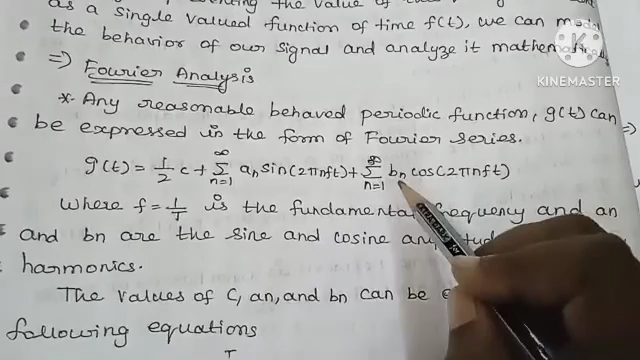 as a single valued function of time f(t), we can
the behavior of our signal and analyze it
KINEMASTER
=) Fourier Analysis
*. Any reasonable behaved periodic function, g(t) can
be expressed in the form of Fourier series.
g(t) = 1/2 c + ∑_{n=1}^{∞} an sin(2πnft) + ∑_{n=1}^{∞} bn cos(2πnft)
Where f = 1/T is the fundamental frequency and an
and bn are the sine and cosine
harmonics.
The values of C, an, and bn can be
following equations
T